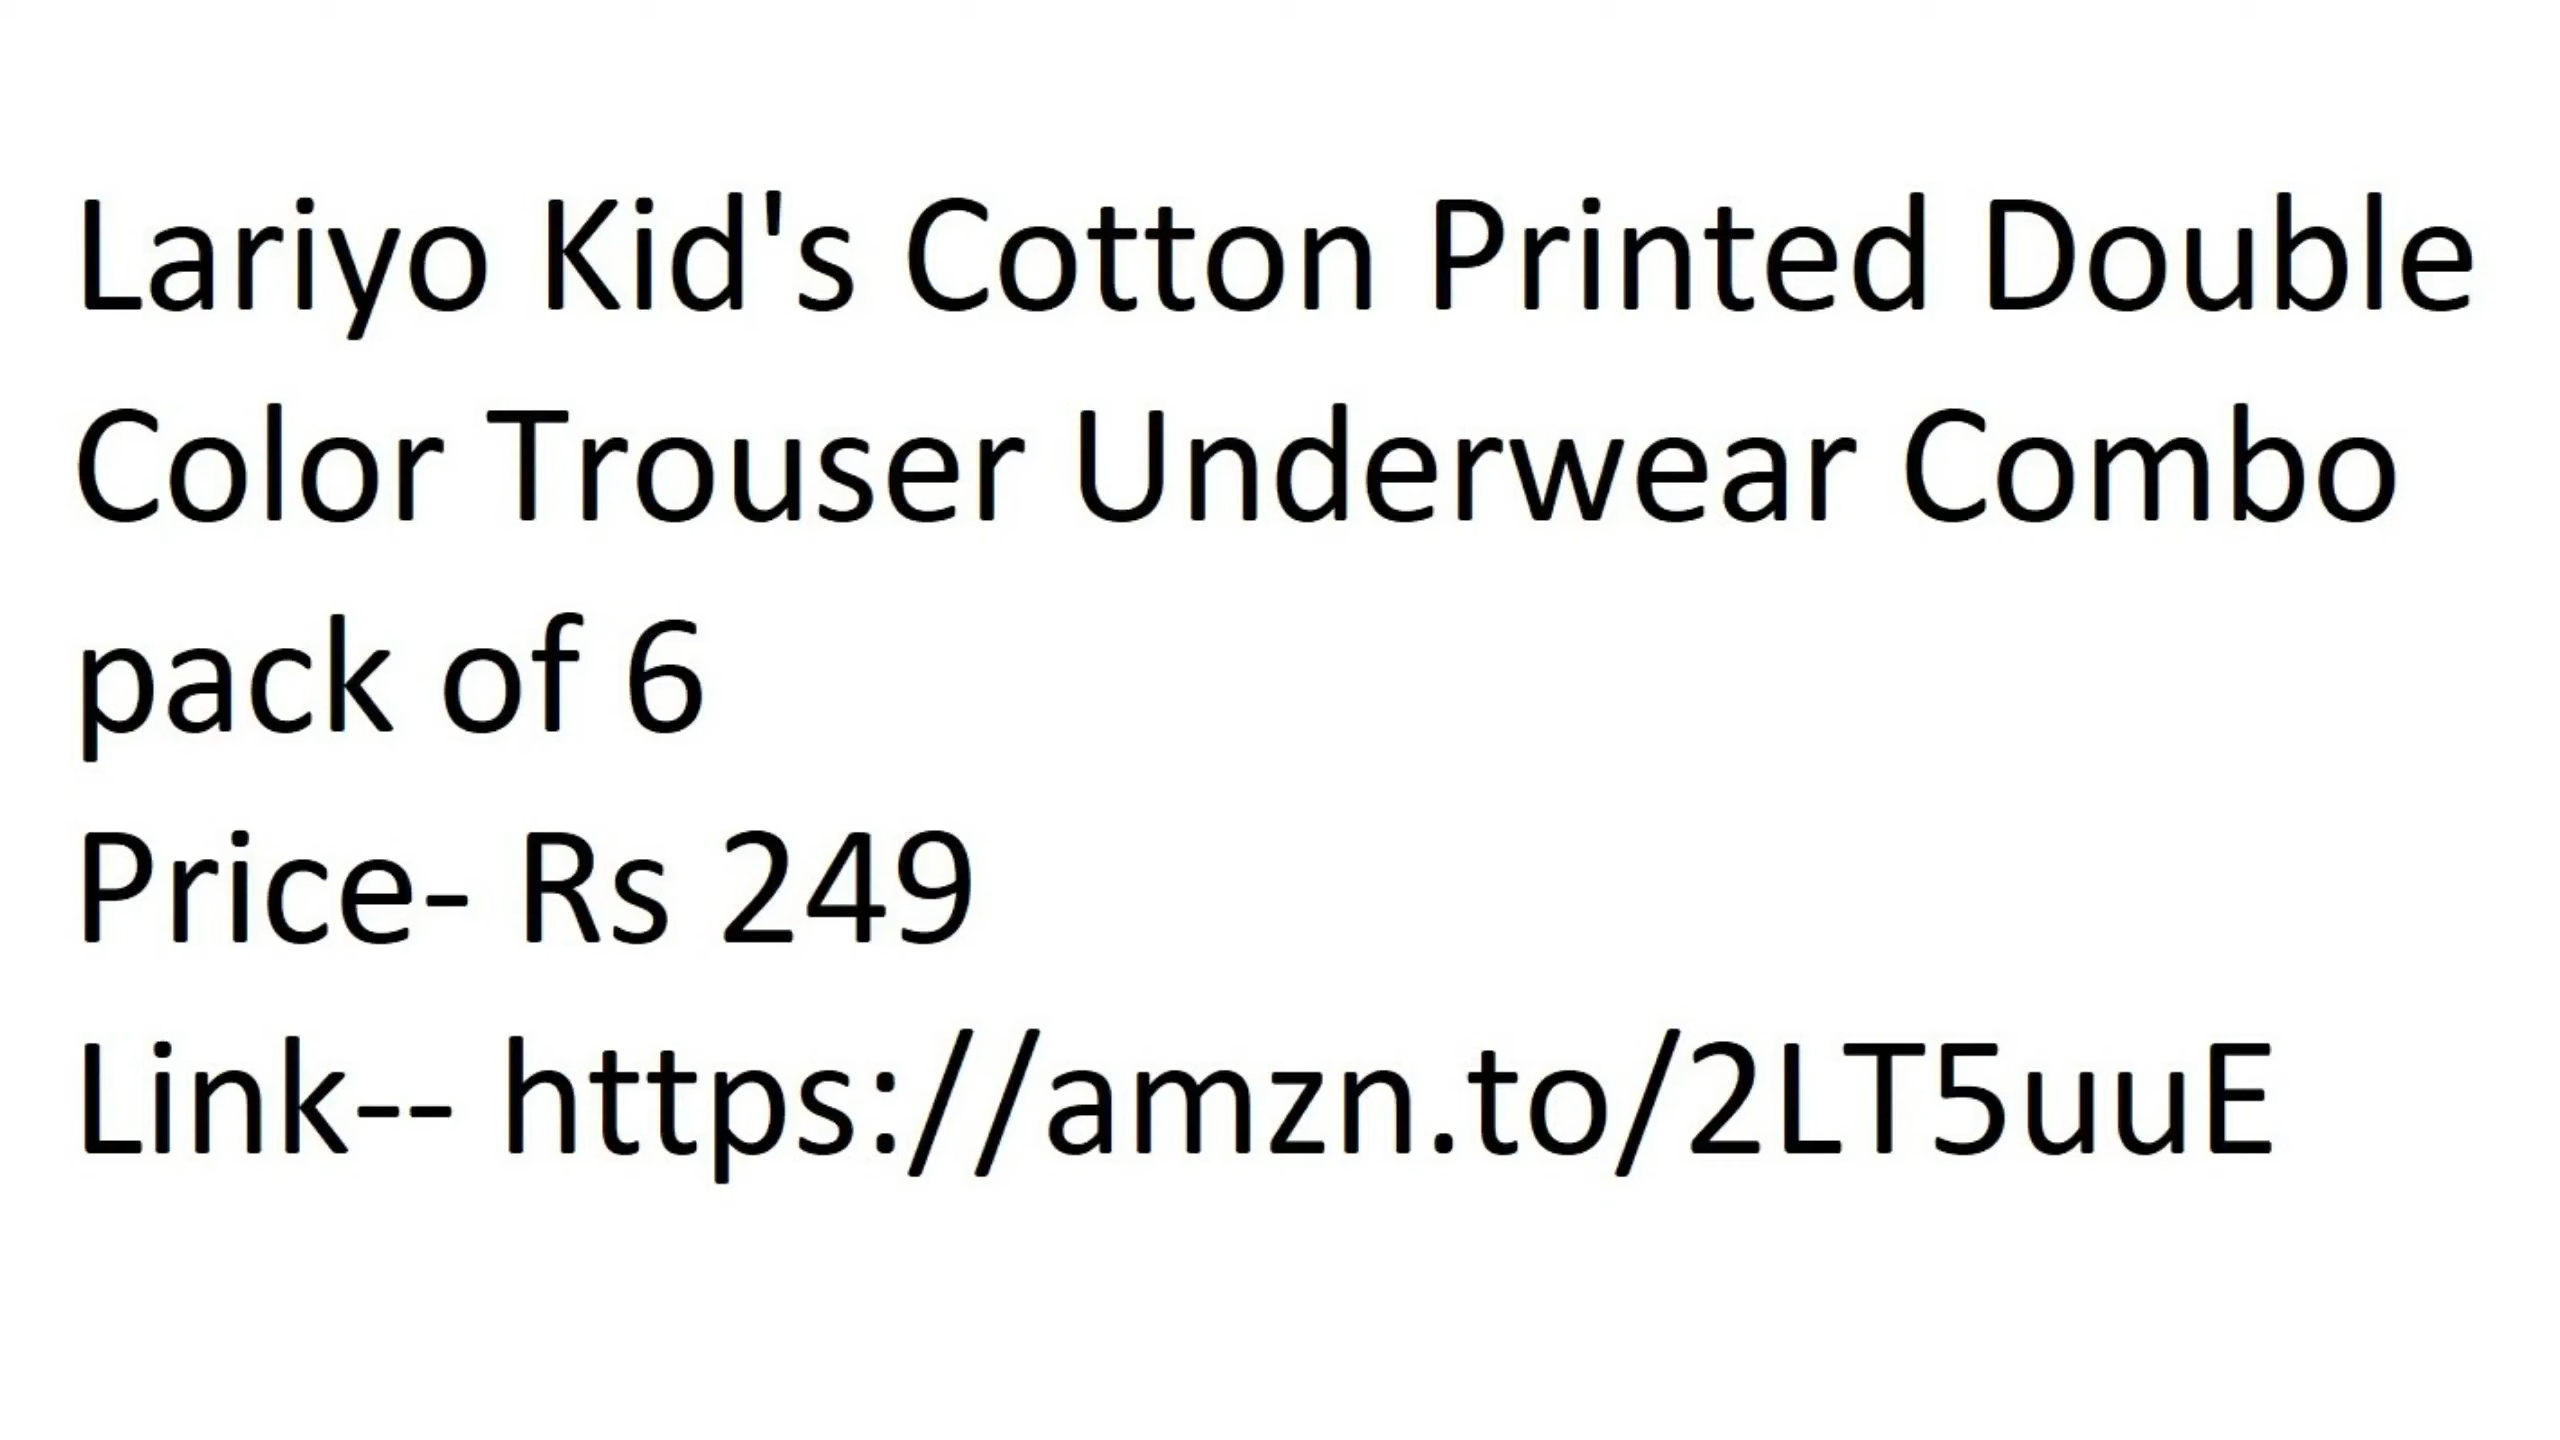 Lariyo Kid's Cotton Printed Double
Color Trouser Underwear Combo
pack of 6
Price- Rs 249
Link-- https://amzn.to/2LT5uuE